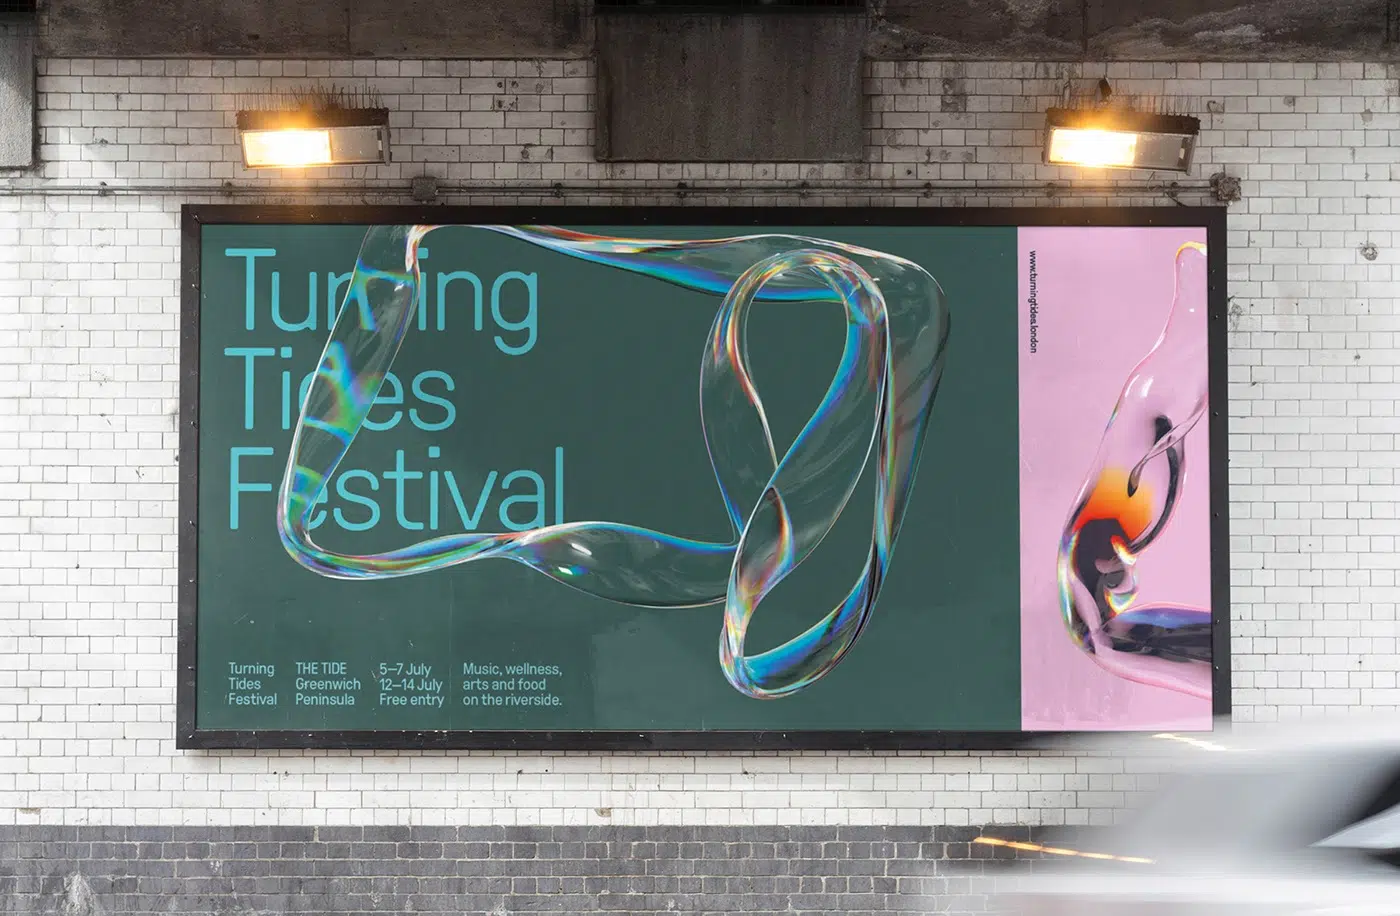 Turning
Tides
Festival
www.turningtides.london
Turning
Tides
Festival
THE TIDE
Greenwich
Peninsula
5–7 July
12–14 July
Free entry
Music, wellness,
arts and food
on the riverside.